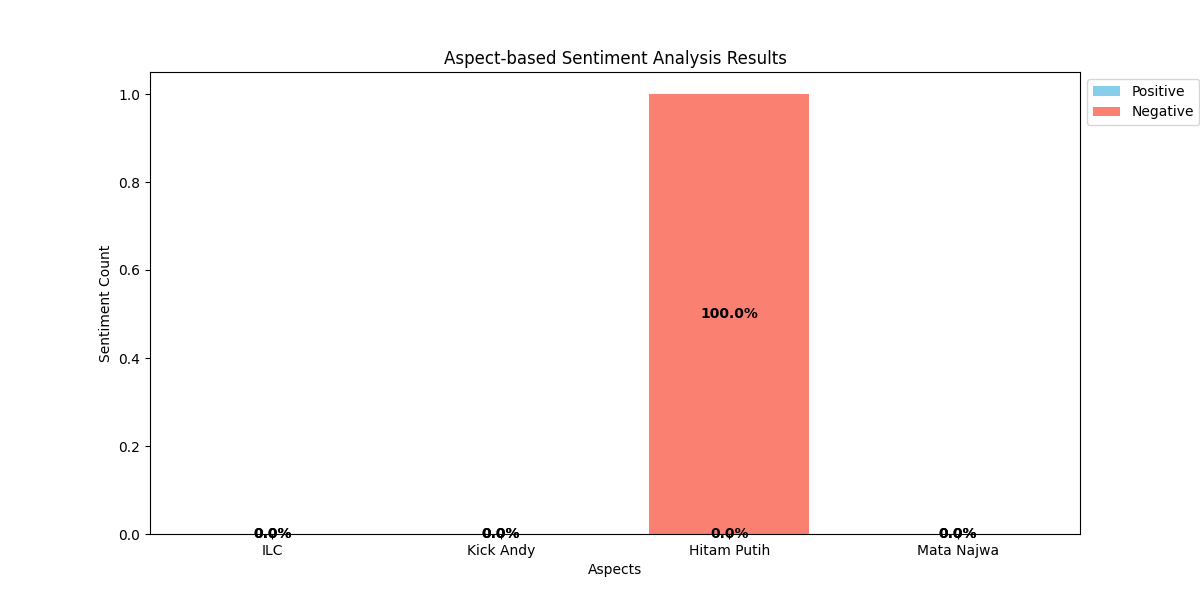 Aspect-based Sentiment Analysis Results
Positive
Negative
1.0
0.8
0.6
0.4
0.2
0.0
Sentiment Count
100.0%
0.0% 0.0% 0.0% 0.0%
ILC Kick Andy Hitam Putih Mata Najwa
Aspects